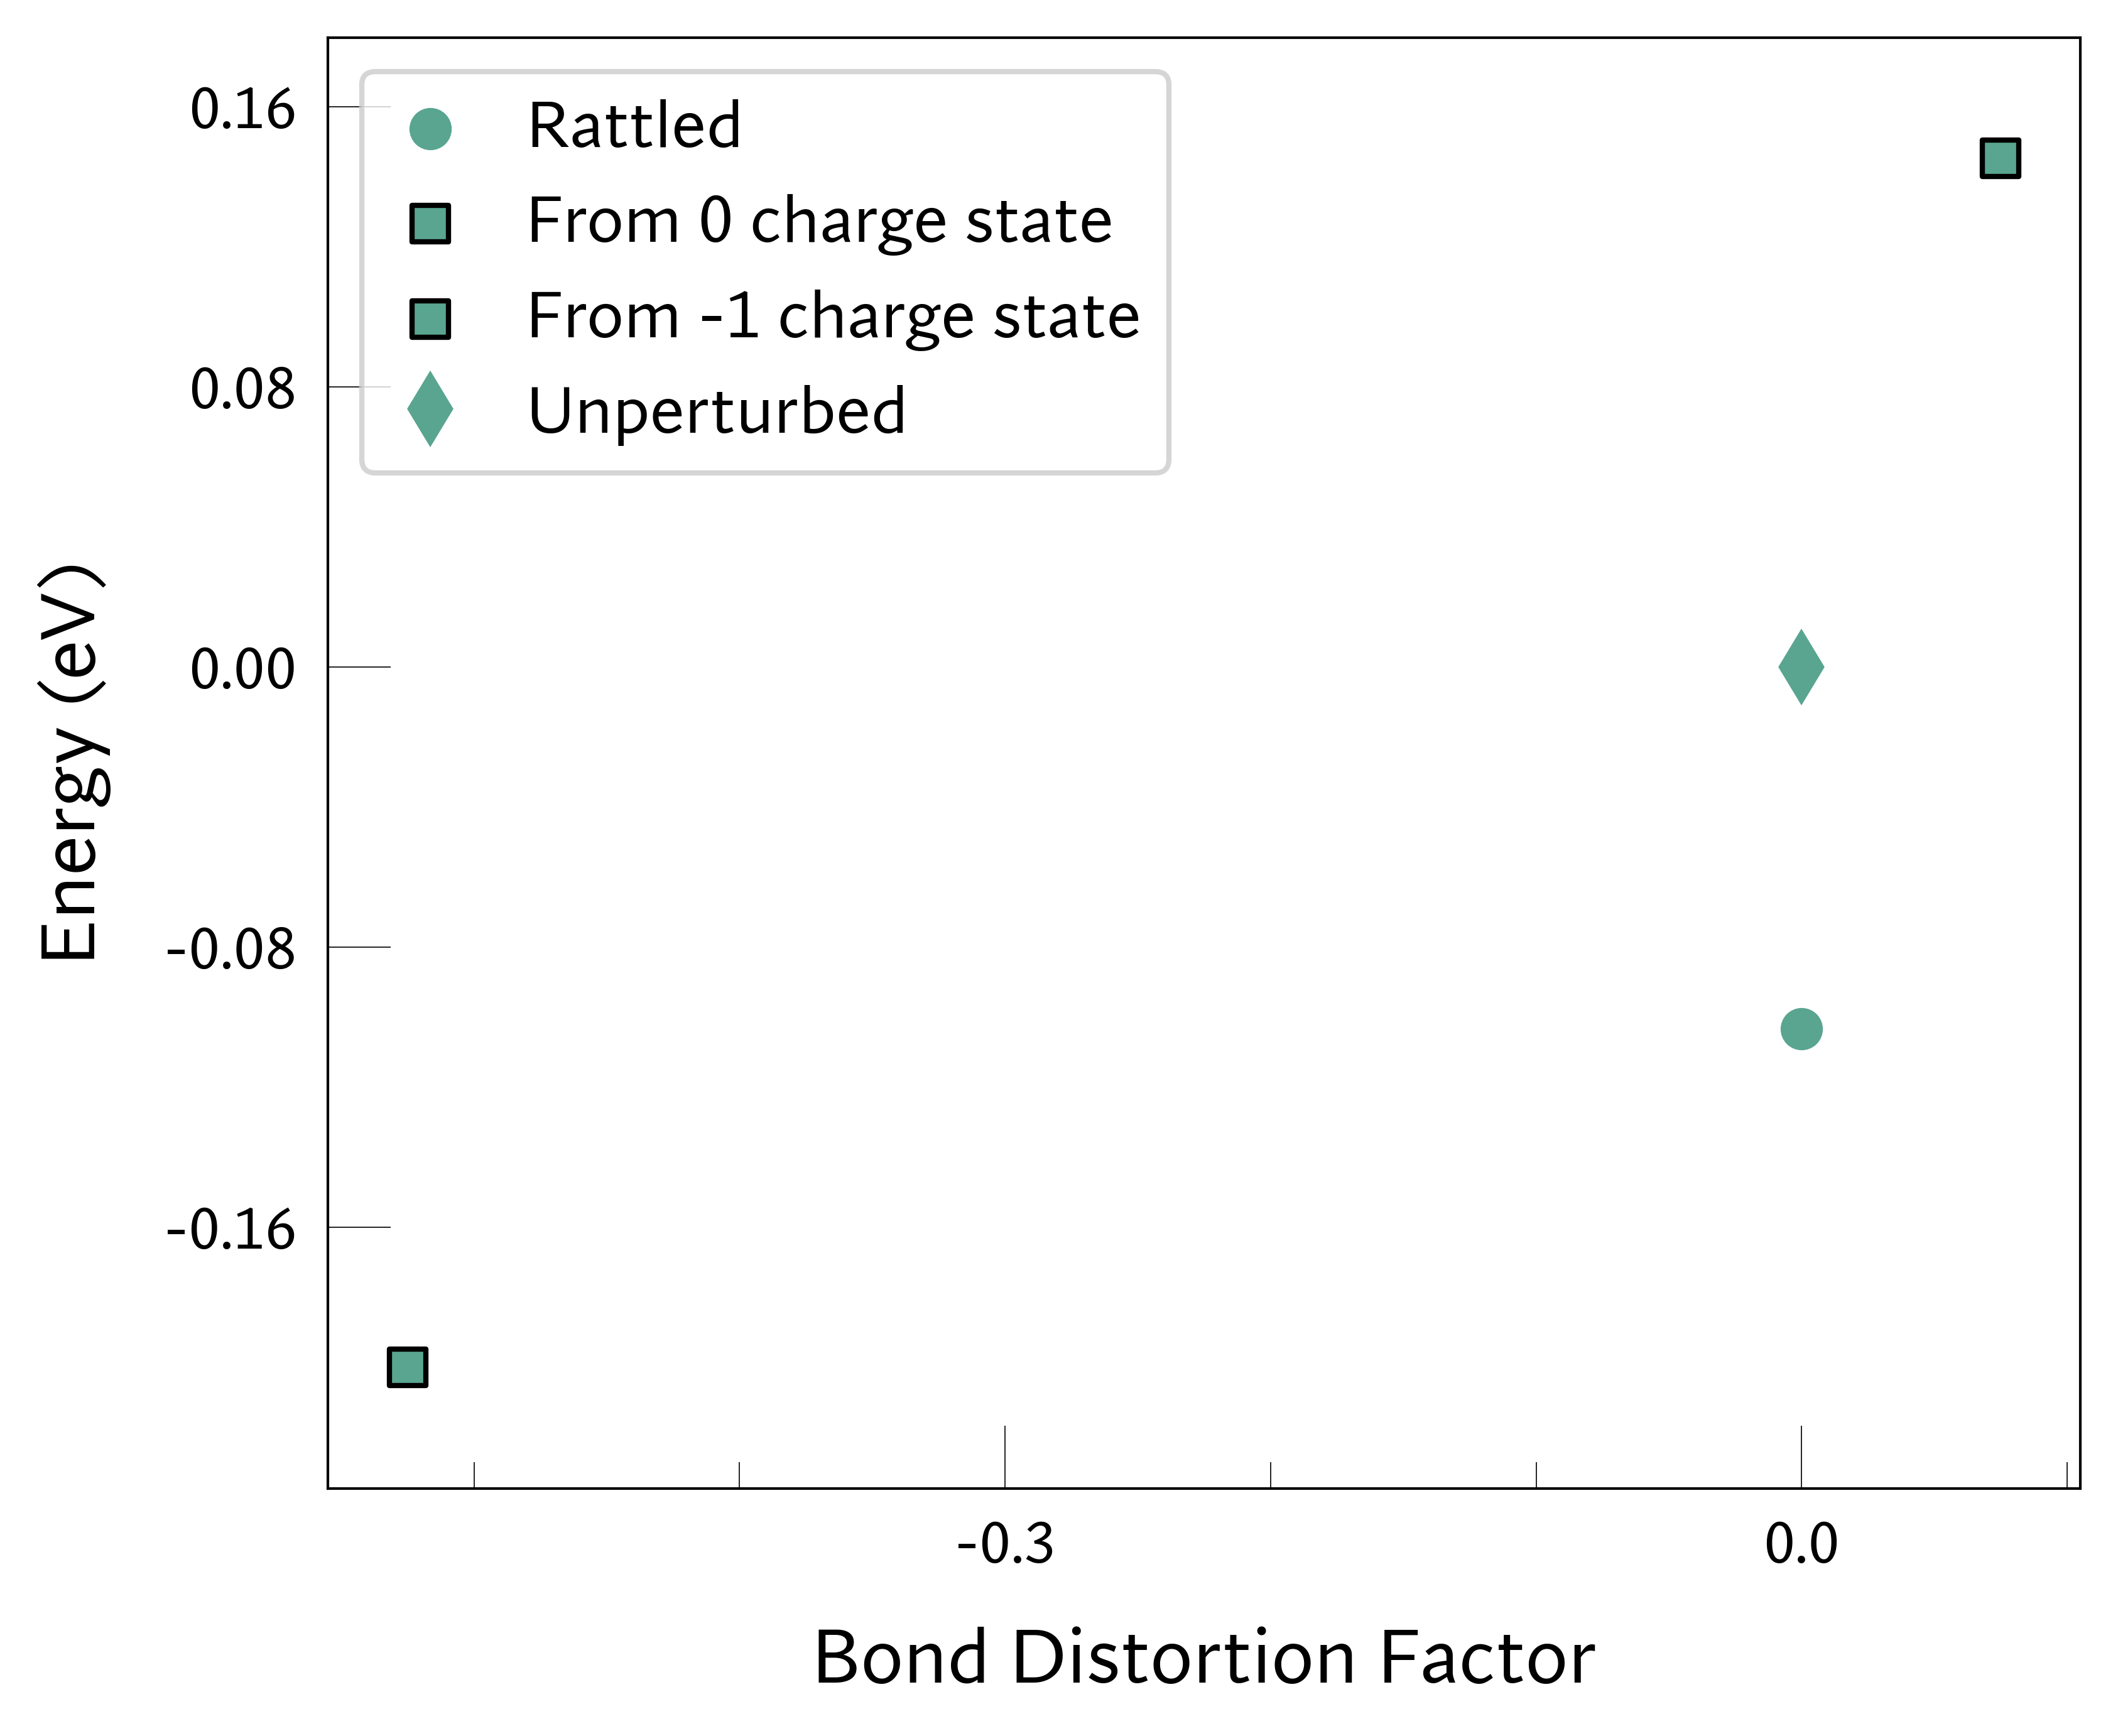 0.16
0.08
0.00
-0.08
-0.16
Energy (eV)
Rattled
From 0 charge state
From -1 charge state
Unperturbed
-0.3
0.0
Bond Distortion Factor